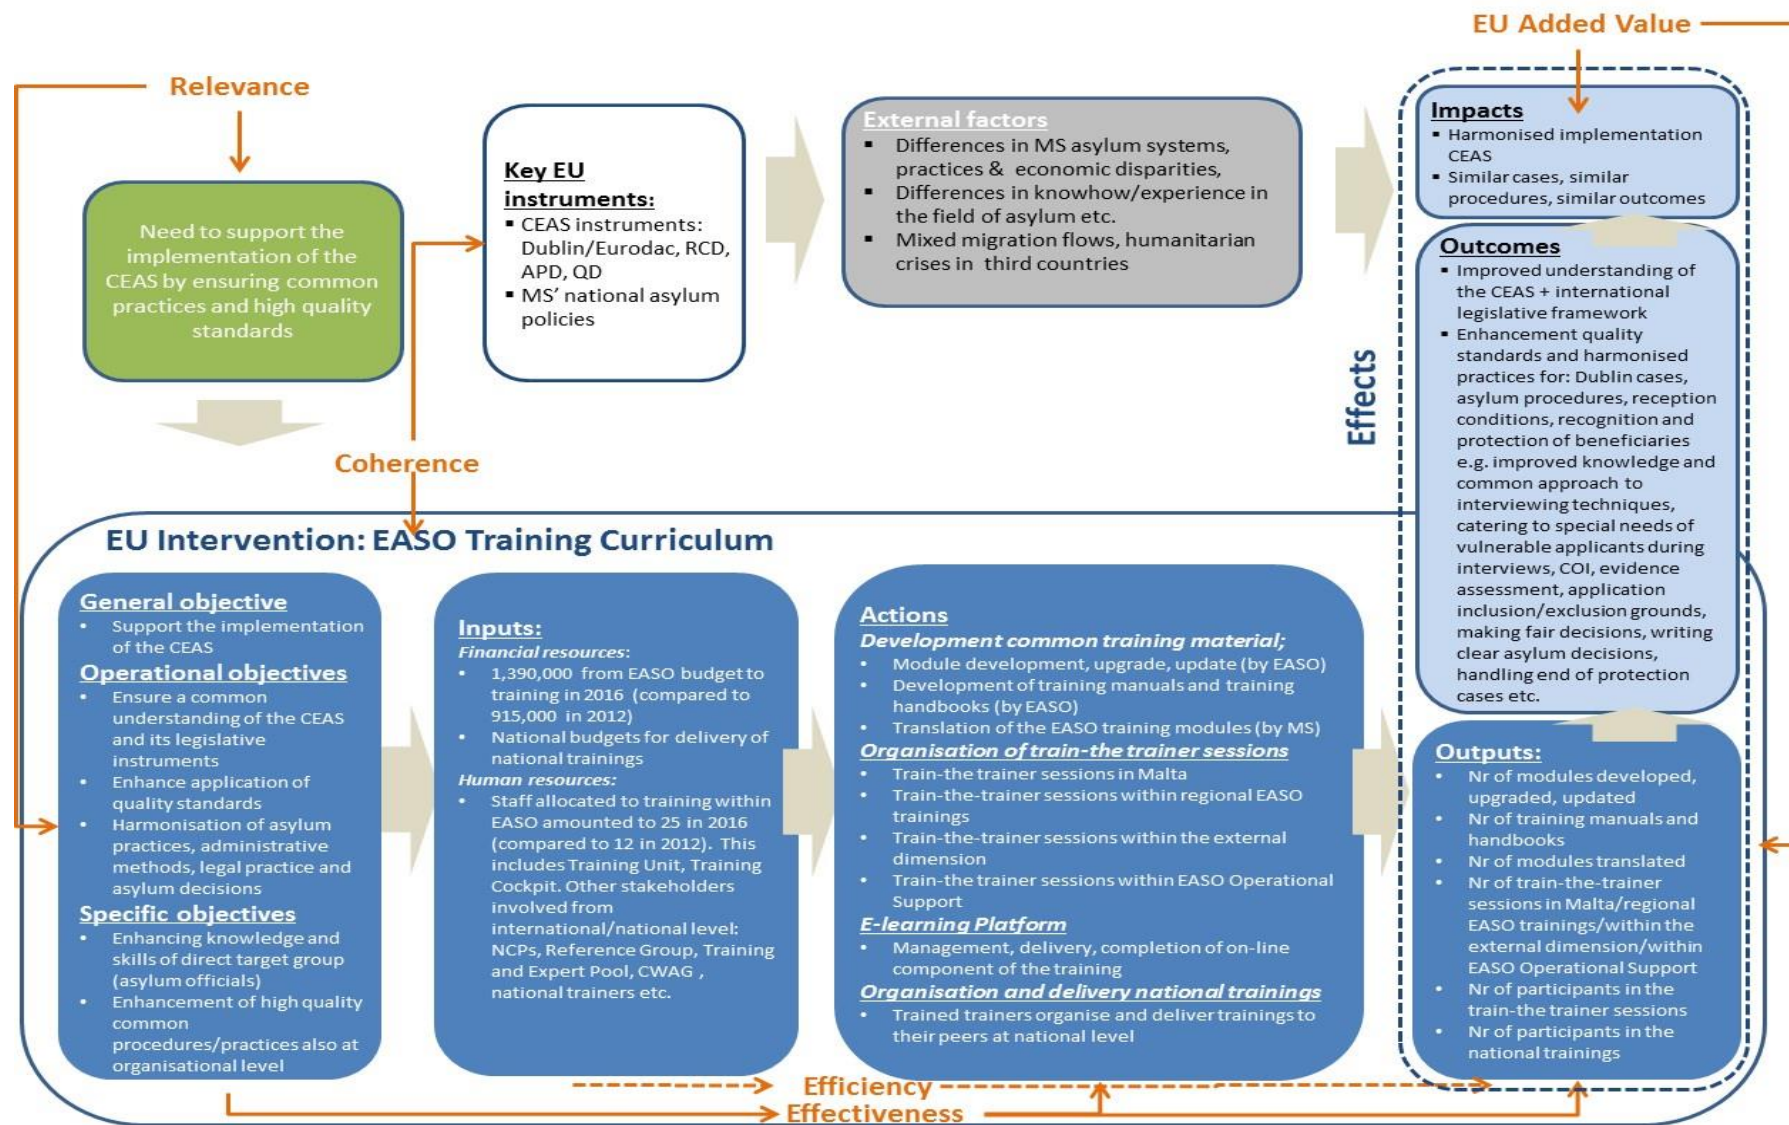 EU Added Value
Relevance
Need to support the
implementation of the
CEAS by ensuring common
practices and high quality
standards
Key EU
instruments:
▪ CEAS instruments:
Dublin/Eurodac, RCD,
APD, QD
▪ MS' national asylum
policies
External factors
▪ Differences in MS asylum systems,
practices & economic disparities,
▪ Differences in knowhow/experience in
the field of asylum etc.
▪ Mixed migration flows, humanitarian
crises in third countries
Effects
Impacts
▪ Harmonised implementation
CEAS
▪ Similar cases, similar
procedures, similar outcomes
Outcomes
▪ Improved understanding of
the CEAS + international
legislative framework
▪ Enhancement quality
standards and harmonised
practices for: Dublin cases,
asylum procedures, reception
conditions, recognition and
protection of beneficiaries
e.g. improved knowledge and
common approach to
interviewing techniques,
catering to special needs of
vulnerable applicants during
interviews, COI, evidence
assessment, application
inclusion/exclusion grounds,
making fair decisions, writing
clear asylum decisions,
handling end of protection
cases etc.
Coherence
EU Intervention: EASO Training Curriculum
General objective
• Support the implementation
of the CEAS
Operational objectives
• Ensure a common
understanding of the CEAS
and its legislative
instruments
• Enhance application of
quality standards
• Harmonisation of asylum
practices, administrative
methods, legal practice and
asylum decisions
Specific objectives
• Enhancing knowledge and
skills of direct target group
(asylum officials)
• Enhancement of high quality
common
procedures/practices also at
organisational level
Inputs:
Financial resources:
• 1,390,000 from EASO budget to
training in 2016 (compared to
915,000 in 2012)
• National budgets for delivery of
national trainings
Human resources:
• Staff allocated to training within
EASO amounted to 25 in 2016
(compared to 12 in 2012). This
includes Training Unit, Training
Cockpit. Other stakeholders
involved from
international/national level:
NCPs, Reference Group, Training
and Expert Pool, CWAG ,
national trainers etc.
Actions
Development common training material;
• Module development, upgrade, update (by EASO)
• Development of training manuals and training
handbooks (by EASO)
• Translation of the EASO training modules (by MS)
Organisation of train-the trainer sessions
• Train-the trainer sessions in Malta
• Train-the-trainer sessions within regional EASO
trainings
• Train-the-trainer sessions within the external
dimension
• Train-the trainer sessions within EASO Operational
Support
E-learning Platform
• Management, delivery, completion of on-line
component of the training
Organisation and delivery national trainings
• Trained trainers organise and deliver trainings to
their peers at national level
Outputs:
• Nr of modules developed,
upgraded, updated
• Nr of training manuals and
handbooks
• Nr of modules translated
• Nr of train-the-trainer
sessions in Malta/regional
EASO trainings/within the
external dimension/within
EASO Operational Support
• Nr of participants in the
train-the trainer sessions
• Nr of participants in the
national trainings
Efficiency
Effectiveness